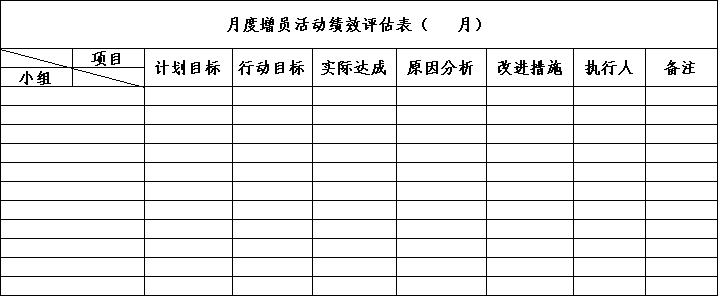 月度增员活动绩效评估表（  月）
项目
小组
计划目标 行动目标 实际达成 原因分析 改进措施 执行人 备注